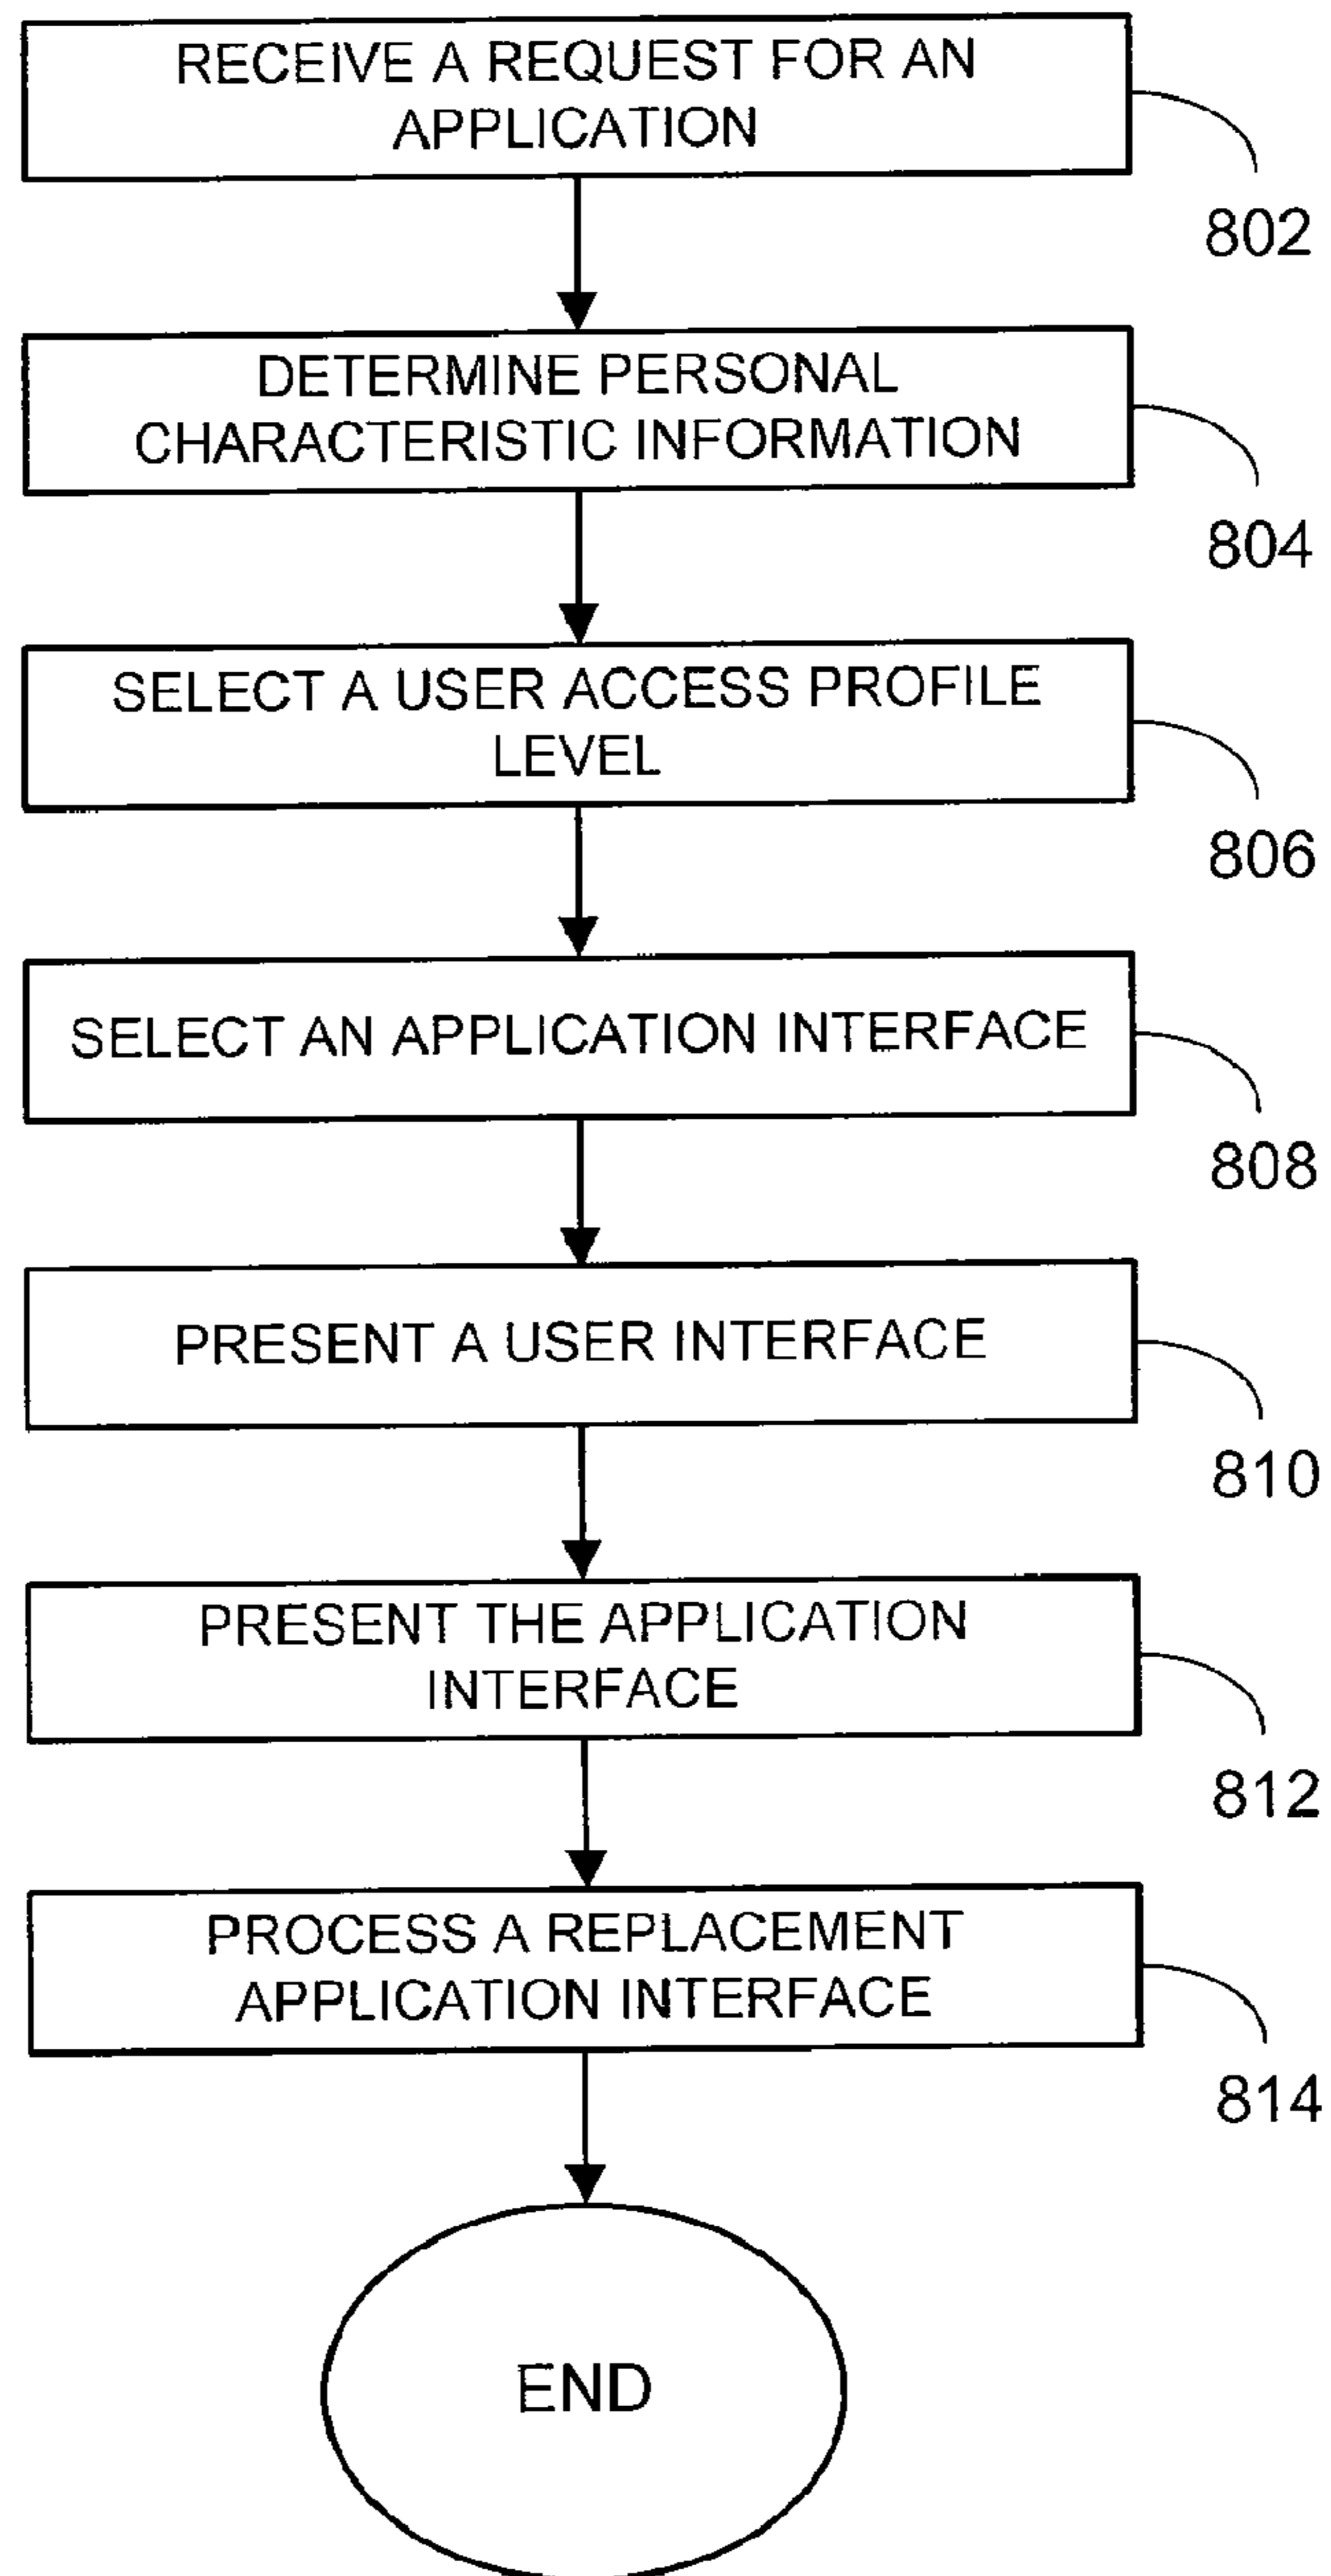 RECEIVE A REQUEST FOR AN
APPLICATION
802
DETERMINE PERSONAL
CHARACTERISTIC INFORMATION
804
SELECT A USER ACCESS PROFILE
LEVEL
806
SELECT AN APPLICATION INTERFACE
808
PRESENT A USER INTERFACE
810
PRESENT THE APPLICATION
INTERFACE
812
PROCESS A REPLACEMENT
APPLICATION INTERFACE
814
END